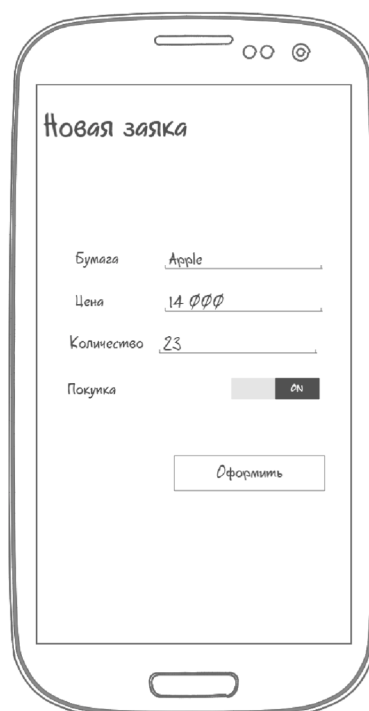 Новая заяка
Бумага Apple
Цена 14 000
Количество 23
Покупка ON
Оформить